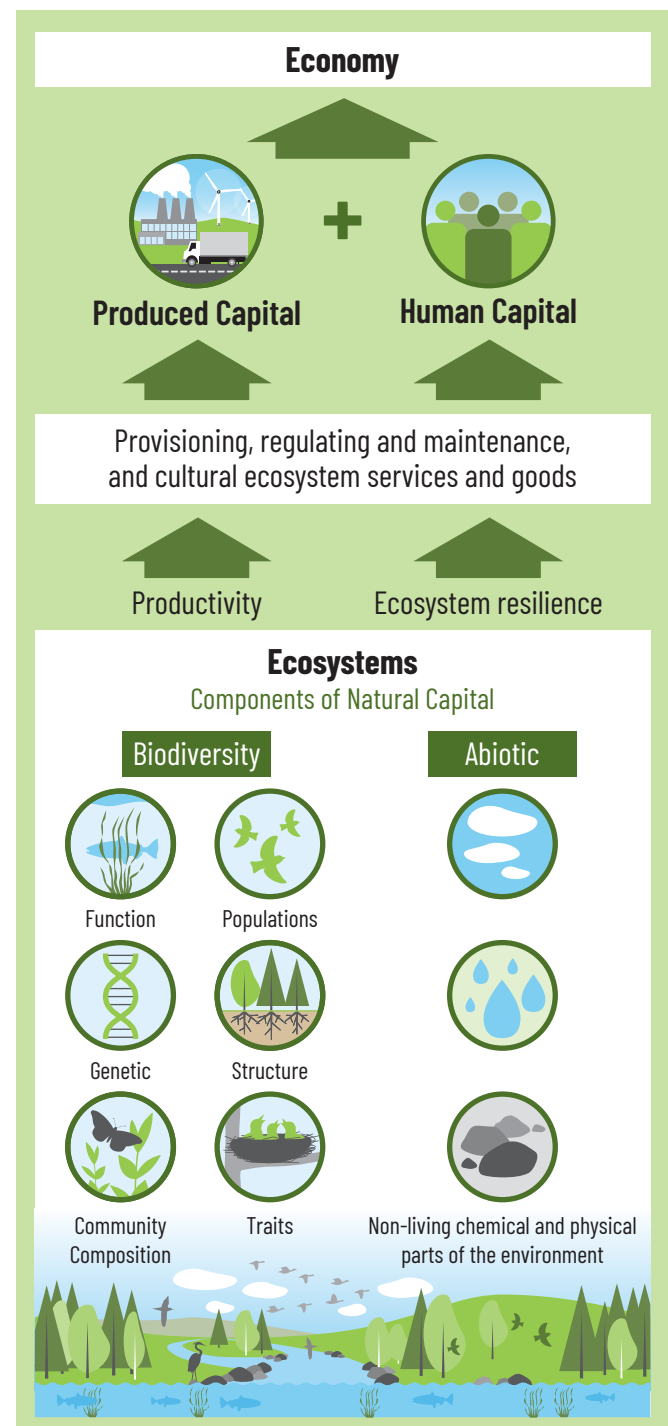 Economy
Produced Capital
Human Capital
Provisioning, regulating and maintenance,
and cultural ecosystem services and goods
Productivity
Ecosystem resilience
Ecosystems
Components of Natural Capital
Biodiversity
Abiotic
Function
Populations
Genetic
Structure
Community
Composition
Traits
Non-living chemical and physical
parts of the environment